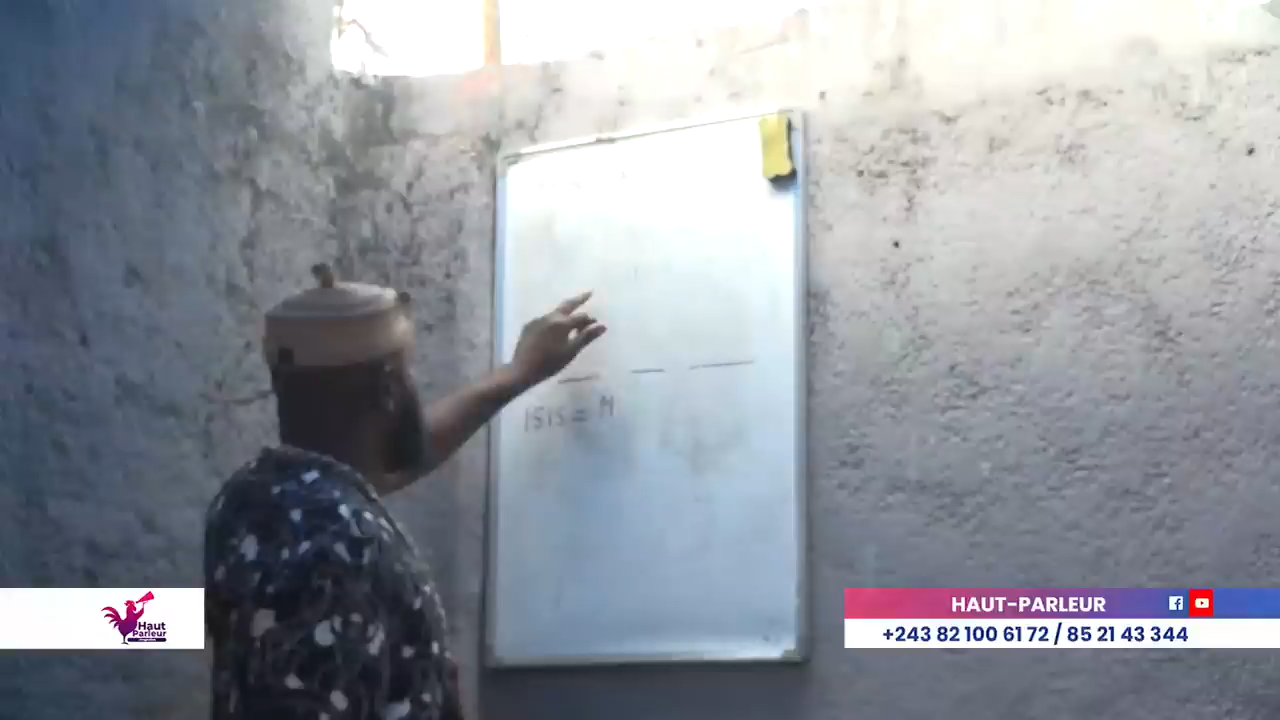 ISIS = M
Haut
Parleur
HAUT-PARLEUR
+243 82 100 61 72 / 85 21 43 344